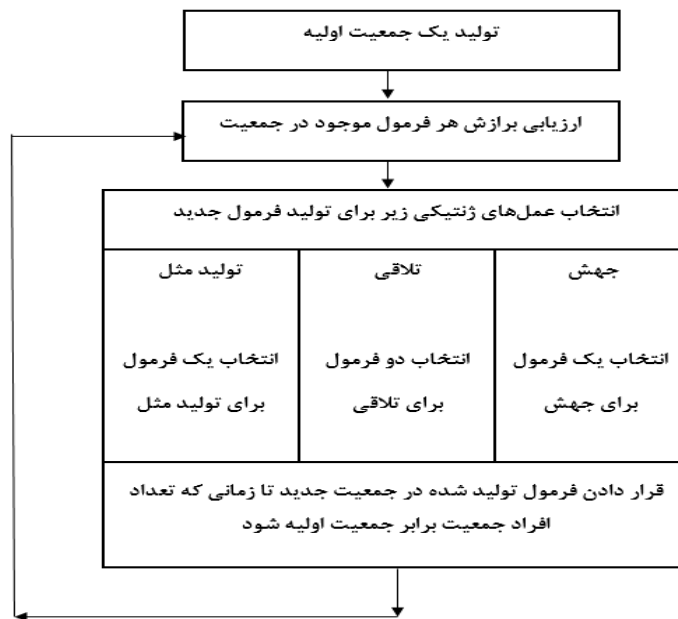 تولید یک جمعیت اولیه
ارزیابی برازش هر فرمول موجود در جمعیت
انتخاب عمل‌های ژنتیکی زیر برای تولید فرمول جدید
جهش
انتخاب یک فرمول
برای جهش
تلاقی
انتخاب دو فرمول
برای تلاقی
تولید مثل
انتخاب یک فرمول
برای تولید مثل
قرار دادن فرمول تولید شده در جمعیت جدید تا زمانی که تعداد
افراد جمعیت برابر جمعیت اولیه شود